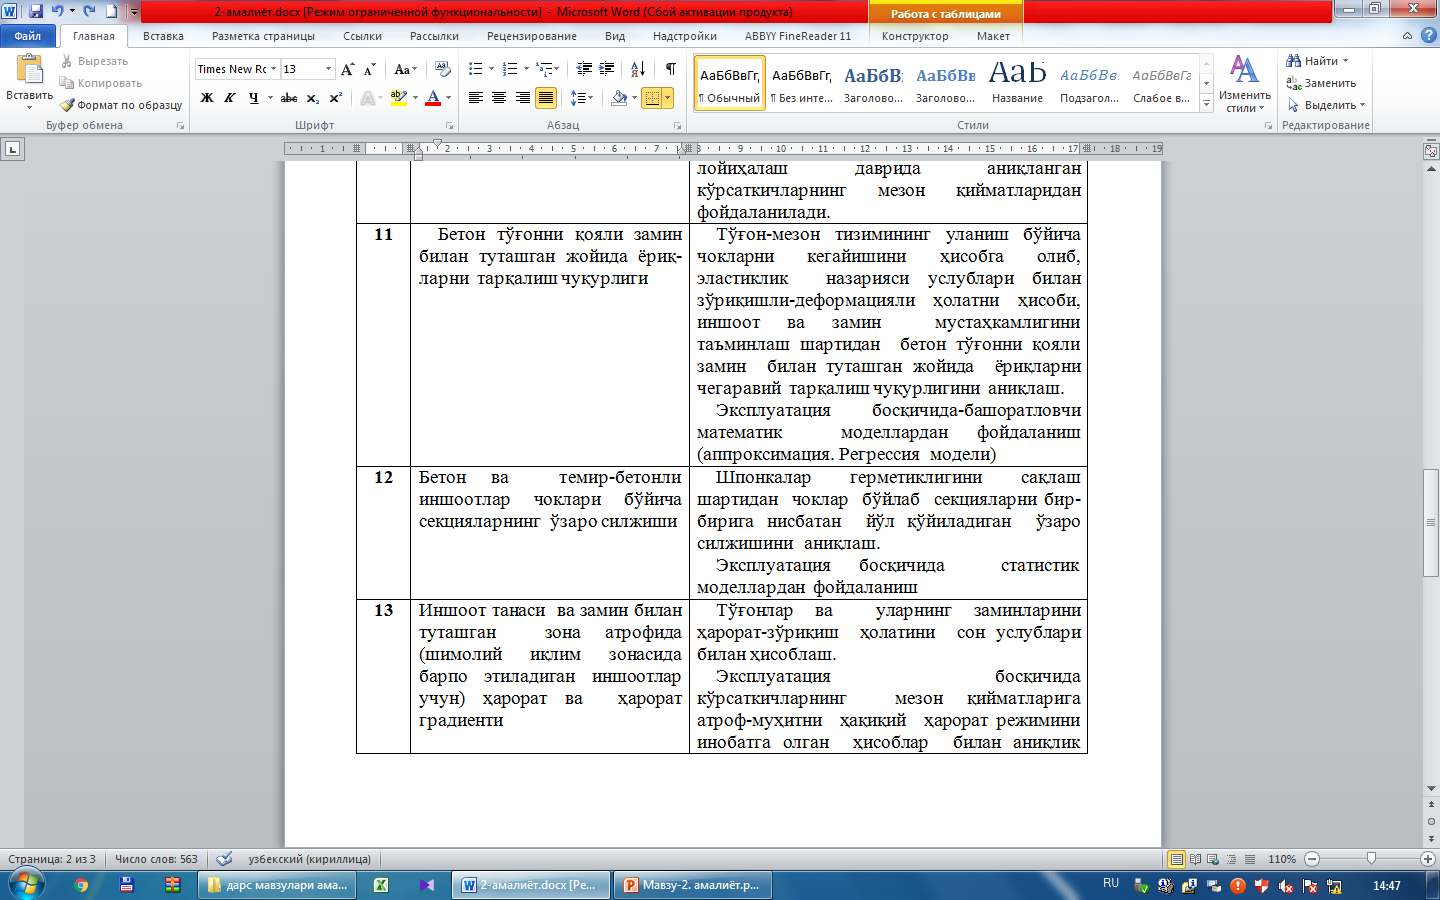 2-амалиёт.docx [Режим ограниченной функциональности] - Microsoft Word (Сбой активации продукта)
Работа с таблицами
Файл Главная Вставка Разметка страницы Ссылки Рассылки Рецензирование Вид Надстройки ABBYY FineReader 11 Конструктор Макет
Вставить
Вырезать
Копировать
Формат по образцу
Буфер обмена
Times New Rc 13
Шрифт
Абзац
АаБбВвГг, АаБбВвГг, АаБбВ АаБбВв АаБ АаБбВв АаБбВвГг
¶ Обычный ¶ Без инте... Заголово... Заголово... Название Подзагол... Слабое в...
Изменить
стили
Стили
Найти
Заменить
Выделить
Редактирование
лойиҳалаш даврида аниқланган
кўрсаткичларнинг мезон қийматларидан
фойдаланилади.
11
Бетон тўғонни қояли замин
билан туташган жойида ёриқ-
ларни тарқалиш чуқурлиги
Тўғон-мезон тизимининг уланиш бўйича
чокларни кегайишини ҳисобга олиб,
эластиклик назарияси услублари билан
зўриқишли-деформацияли ҳолатни ҳисоби,
иншоот ва замин мустаҳкамлигини
таъминлаш шартидан бетон тўғонни қояли
замин билан туташган жойида ёриқларни
чегаравий тарқалиш чуқурлигини аниқлаш.
Эксплуатация босқичида-башоратловчи
математик моделлардан фойдаланиш
(аппроксимация. Регрессия модели)
12
Бетон ва темир-бетонли
иншоотлар чоклари бўйича
секцияларнинг ўзаро силжиши
Шпонкалар герметиклигини сақлаш
шартидан чоклар бўйлаб секцияларни бир-
бирига нисбатан йўл қўйиладиган ўзаро
силжишини аниқлаш.
Эксплуатация босқичида статистик
моделлардан фойдаланиш
13
Иншоот танаси ва замин билан
туташган зона атрофида
(шимолий иқлим зонасида
барпо этиладиган иншоотлар
учун) ҳарорат ва ҳарорат
градиенти
Тўғонлар ва уларнинг заминларини
ҳарорат-зўриқиш ҳолатини сон услублари
билан ҳисоблаш.
Эксплуатация босқичида
кўрсаткичларнинг мезон қийматларига
атроф-муҳитни ҳақиқий ҳарорат режимини
инобатга олган ҳисоблар билан аниқлик
Страница: 2 из 3 Число слов: 563 узбекский (кириллица) 110%
дарс мавзулари ама... 2-амалиёт.docx [Ре... Мавзу-2. амалиёт.p... RU 14:47